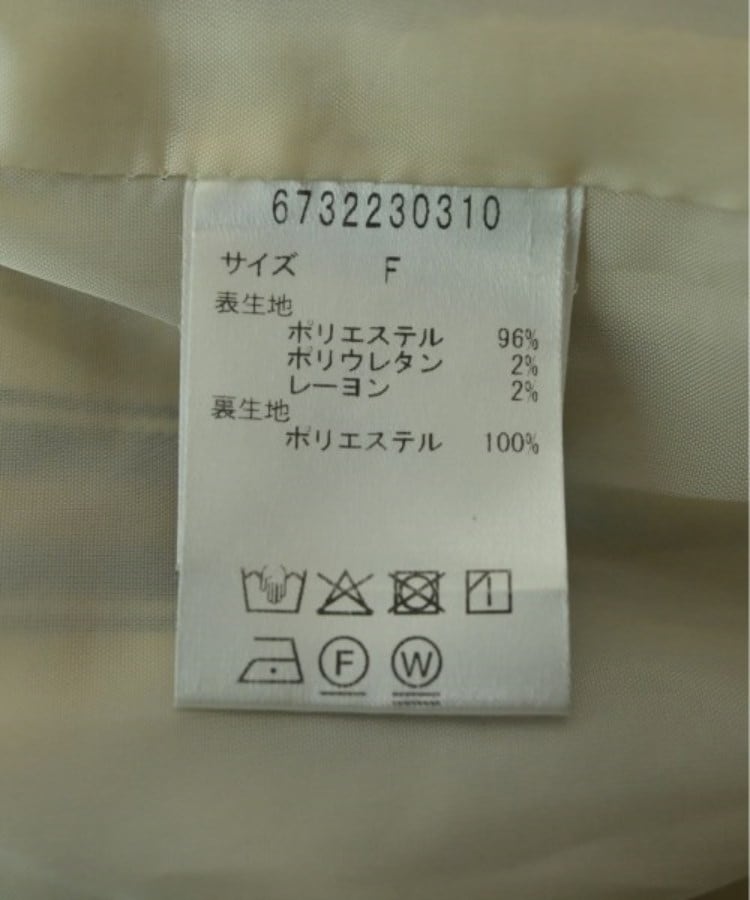 6732230310
サイズ F
表生地
ポリエステル 96%
ポリウレタン 2%
レーヨン 2%
裏生地
ポリエステル 100%
F W